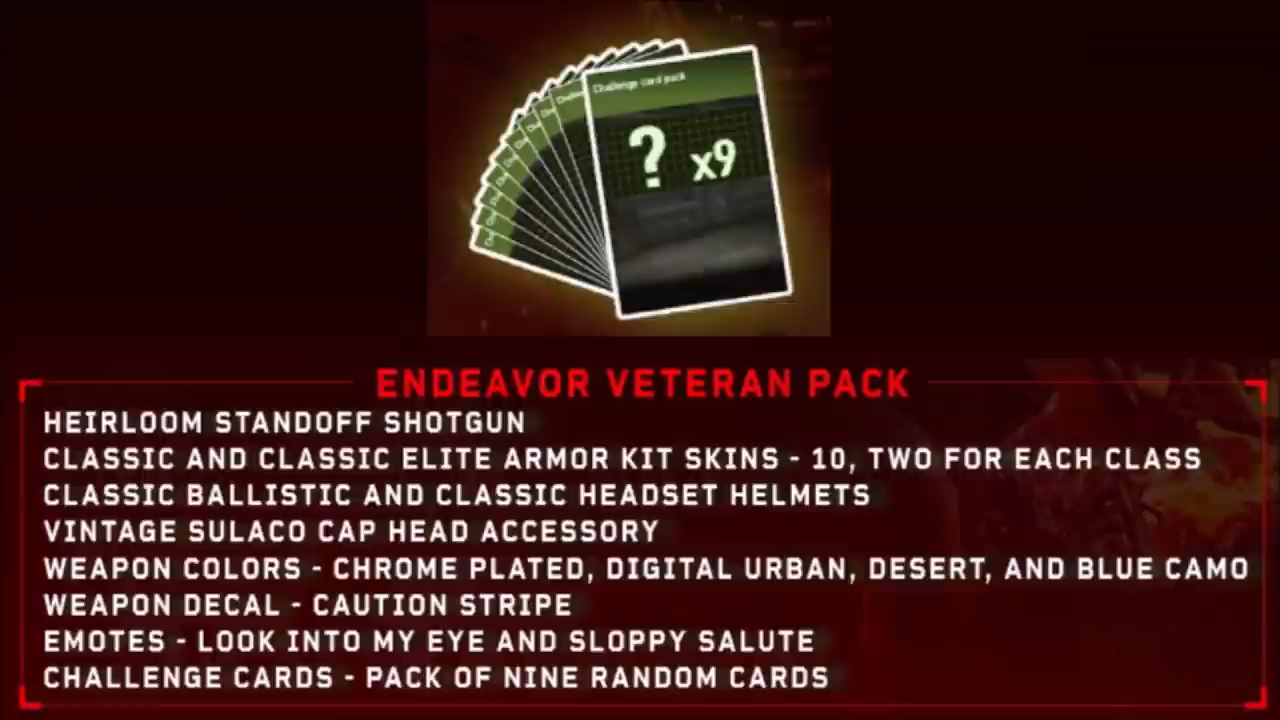 Challenge card pack
? x9
ENDEAVOR VETERAN PACK
HEIRLOOM STANDOFF SHOTGUN
CLASSIC AND CLASSIC ELITE ARMOR KIT SKINS - 10, TWO FOR EACH CLASS
CLASSIC BALLISTIC AND CLASSIC HEADSET HELMETS
VINTAGE SULACO CAP HEAD ACCESSORY
WEAPON COLORS - CHROME PLATED, DIGITAL URBAN, DESERT, AND BLUE CAMO
WEAPON DECAL - CAUTION STRIPE
EMOTES - LOOK INTO MY EYE AND SLOPPY SALUTE
CHALLENGE CARDS - PACK OF NINE RANDOM CARDS